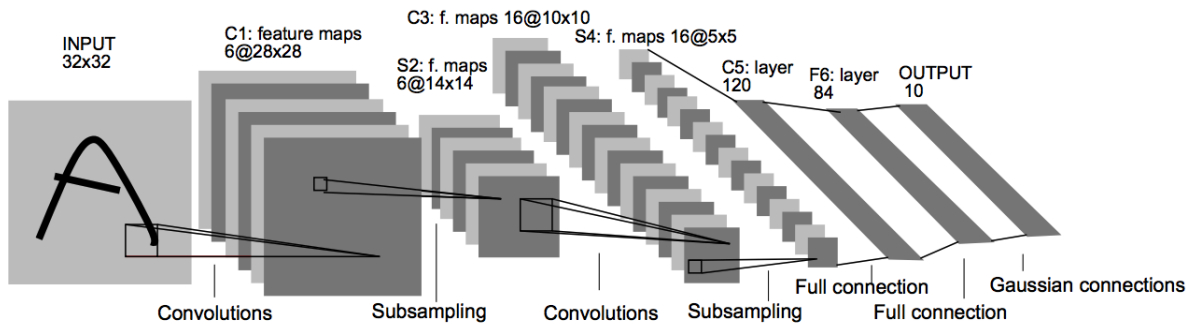 INPUT
32x32
C1: feature maps
6@28x28
S2: f. maps
6@14x14
C3: f. maps 16@10x10
S4: f. maps 16@5x5
C5: layer
120
F6: layer
84
OUTPUT
10
Convolutions
Subsampling
Convolutions
Subsampling
Full connection
Full connection
Gaussian connections